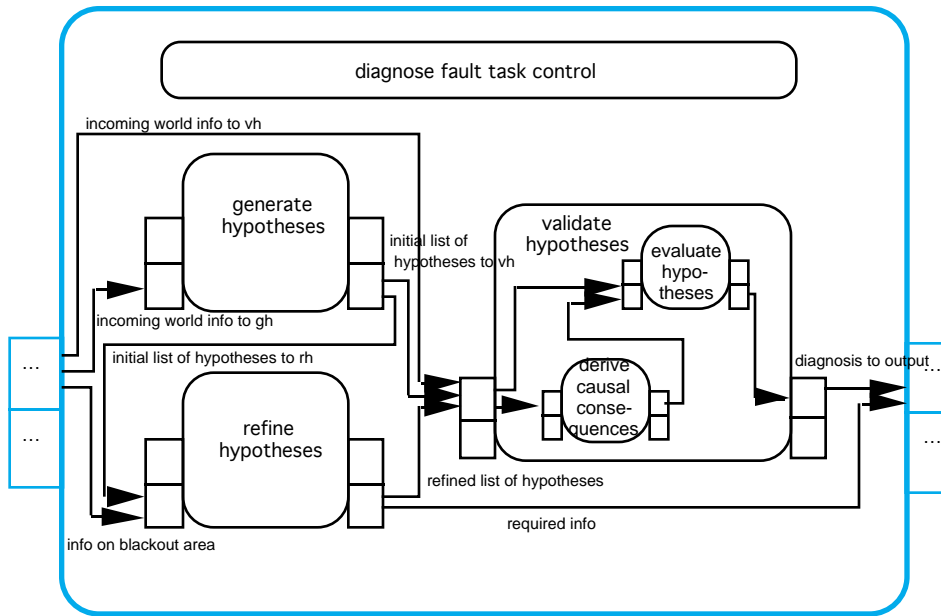 diagnose fault task control
incoming world info to vh
generate
hypotheses
initial list of
hypotheses to vh
validate
hypotheses
evaluate
hypo-
theses
incoming world info to gh
initial list of hypotheses to rh
...
...
refine
hypotheses
derive
causal
conse-
quences
diagnosis to output
...
...
refined list of hypotheses
required info
info on blackout area